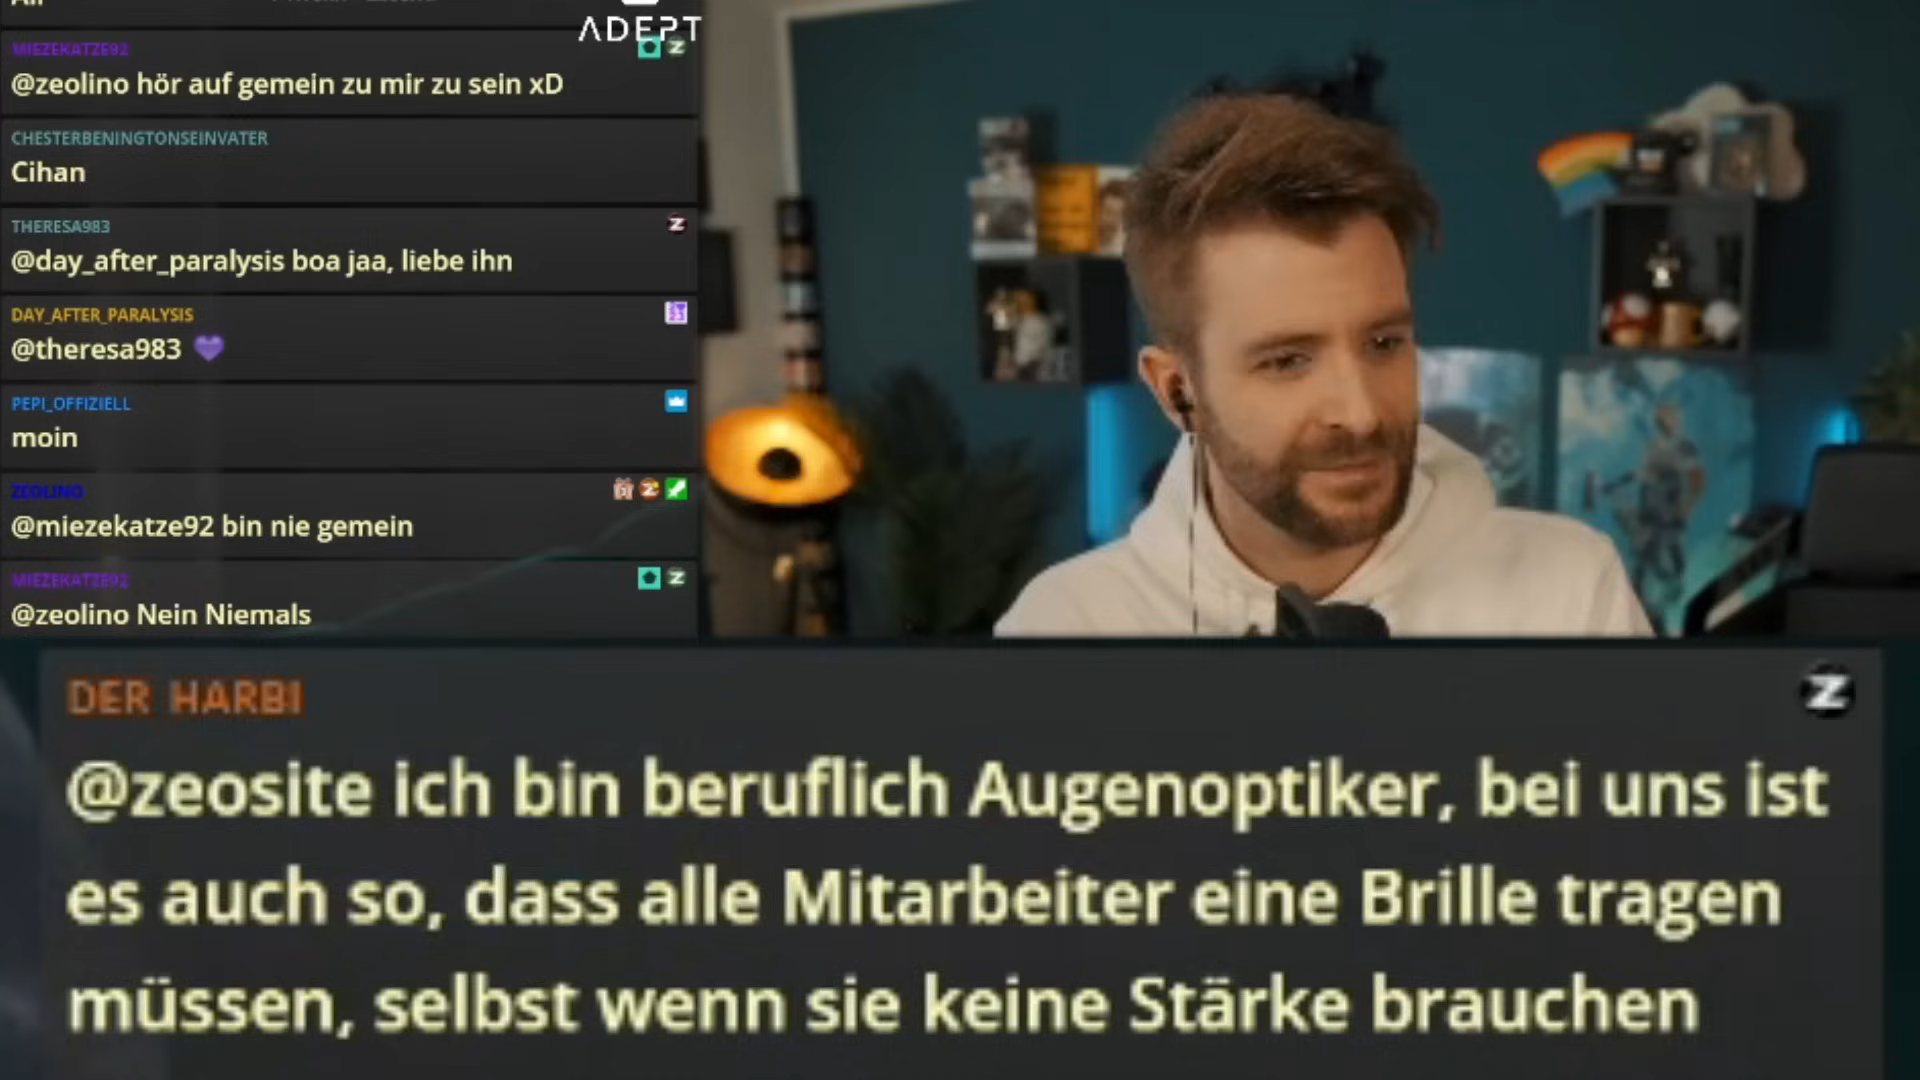 ADEPT
MIEZEKATZE92
@zeolino hör auf gemein zu mir zu sein xD
CHESTERBENINGTONSEINVATER
Cihan
THERESA983
@day_after_paralysis boa jaa, liebe ihn
DAY_AFTER_PARALYSIS
@theresa983
PEPI_OFFIZIELL
moin
ZEOLINO
@miezekatze92 bin nie gemein
MIEZEKATZE92
@zeolino Nein Niemals
DER HARBI
@zeosite ich bin beruflich Augenoptiker, bei uns ist
es auch so, dass alle Mitarbeiter eine Brille tragen
müssen, selbst wenn sie keine Stärke brauchen